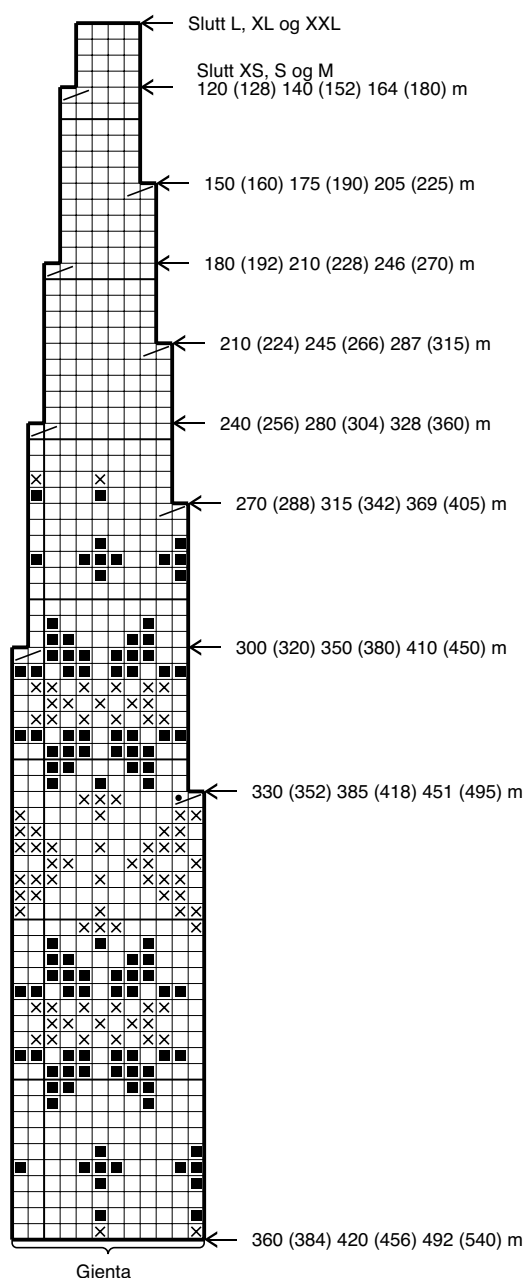 Slutt L, XL og XXL
Slutt XS, S og M
120 (128) 140 (152) 164 (180) m
150 (160) 175 (190) 205 (225) m
180 (192) 210 (228) 246 (270) m
210 (224) 245 (266) 287 (315) m
240 (256) 280 (304) 328 (360) m
270 (288) 315 (342) 369 (405) m
300 (320) 350 (380) 410 (450) m
330 (352) 385 (418) 451 (495) m
360 (384) 420 (456) 492 (540) m
Gjenta